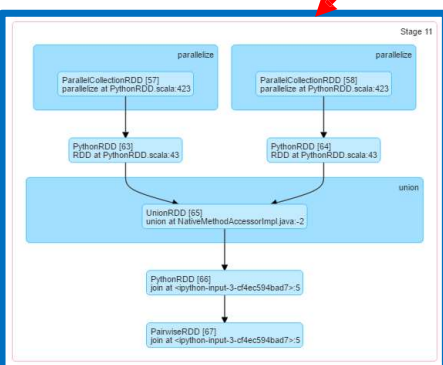 Stage 11
parallelize
parallelize
ParallelCollectionRDD [57]
parallelize at PythonRDD.scala:423
ParallelCollectionRDD [58]
parallelize at PythonRDD.scala:423
PythonRDD [63]
RDD at PythonRDD.scala:43
PythonRDD [64]
RDD at PythonRDD.scala:43
union
UnionRDD [65]
union at NativeMethodAccessorImpl.java:-2
PythonRDD [66]
join at <ipython-input-3-cf4ec594bad7>:5
PairwiseRDD [67]
join at <ipython-input-3-cf4ec594bad7>:5